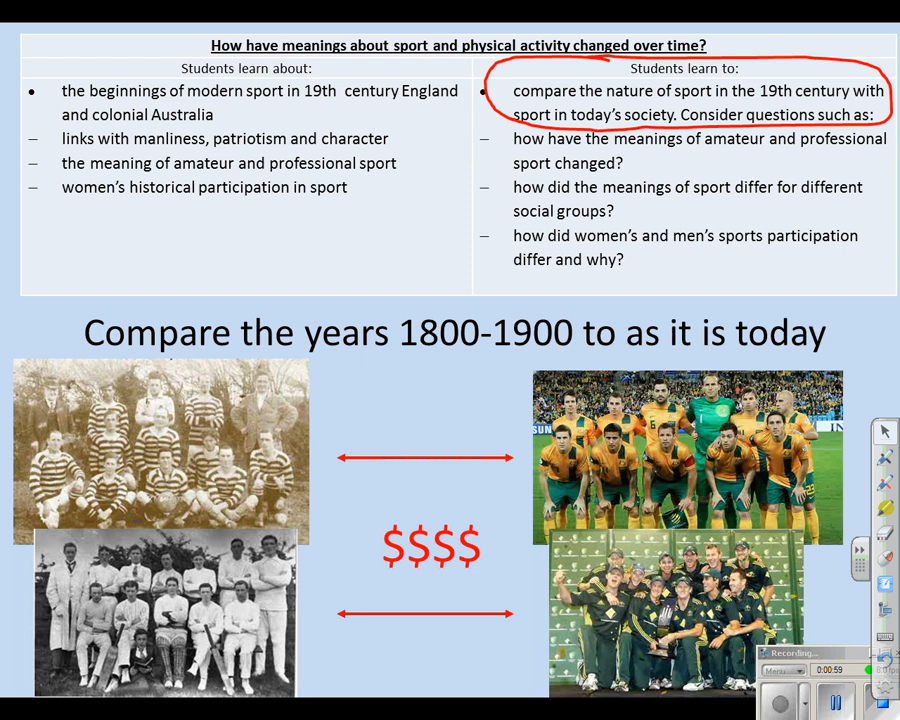 How have meanings about sport and physical activity changed over time?
Students learn about:
• the beginnings of modern sport in 19th century England
and colonial Australia
– links with manliness, patriotism and character
– the meaning of amateur and professional sport
– women's historical participation in sport
Students learn to:
• compare the nature of sport in the 19th century with
sport in today's society. Consider questions such as:
– how have the meanings of amateur and professional
sport changed?
– how did the meanings of sport differ for different
social groups?
– how did women's and men's sports participation
differ and why?
Compare the years 1800-1900 to as it is today
$$$$
SUN
ING
6
Recording...
Menu
0:00:59